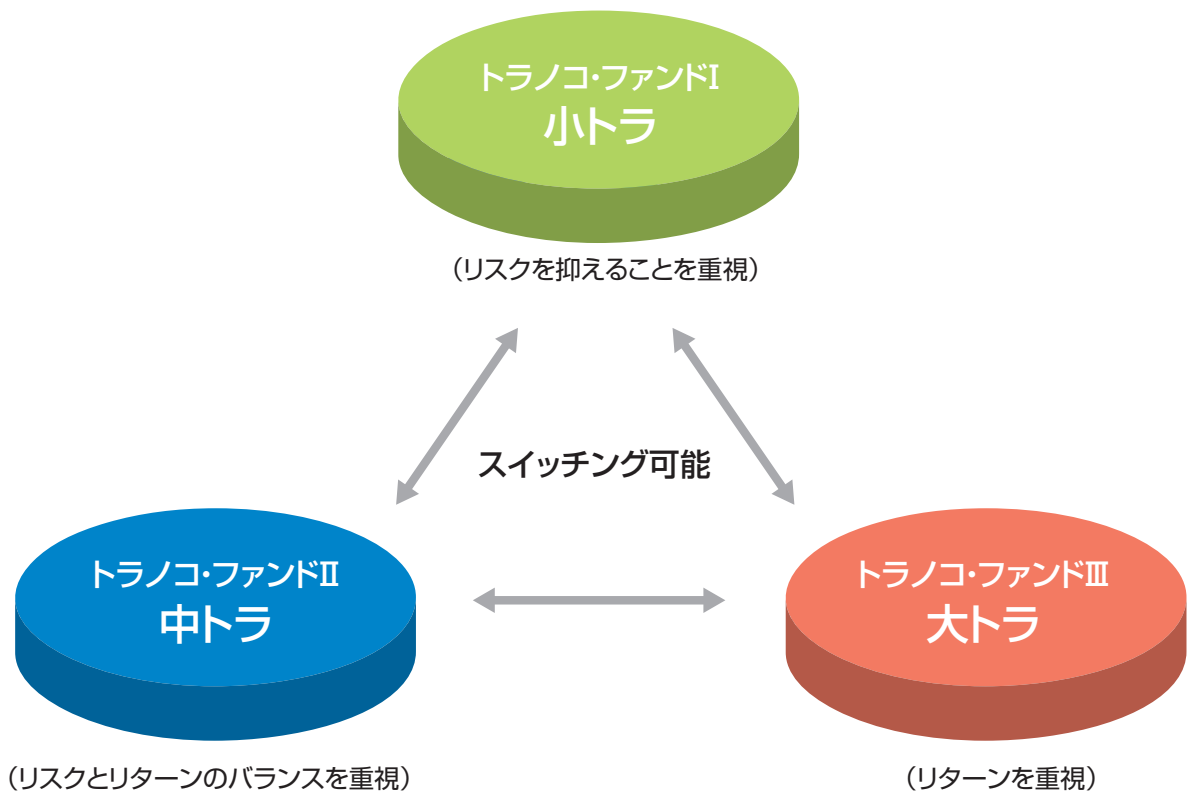 トラノコ・ファンドⅠ
小トラ
（リスクを抑えることを重視）
スイッチング可能
トラノコ・ファンドⅡ
中トラ
（リスクとリターンのバランスを重視）
トラノコ・ファンドⅢ
大トラ
（リターンを重視）